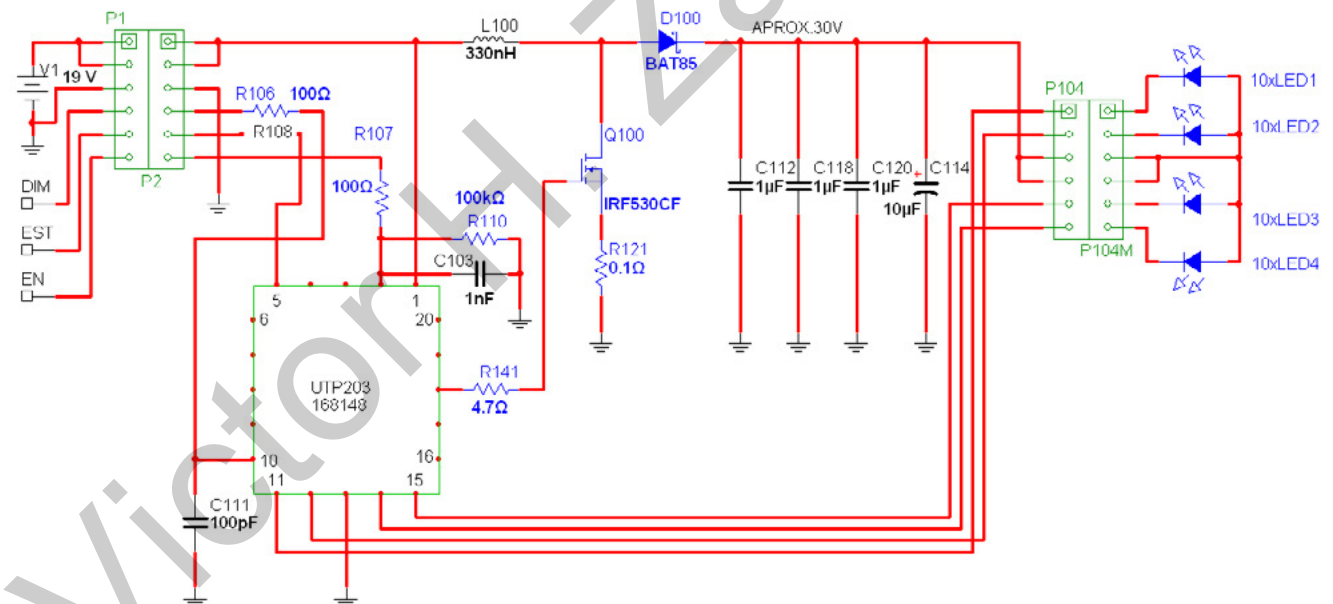 P1
L100
330nH
D100
BAT85
APROX.30V
V1 19 V
R106 100Ω
P104
10xLED1
10xLED2
R108
R107
Q100
P2
C112
1µF
C118
1µF
C120
1µF
C114
10µF
DIM
100Ω
100kΩ
R110
IRF530CF
10xLED3
EST
C103
1nF
R121
0.1Ω
P104M
10xLED4
EN
5
1
6
20
UTP203
168148
R141
4.7Ω
10
16
11
15
C111
100pF
Victor H. Za